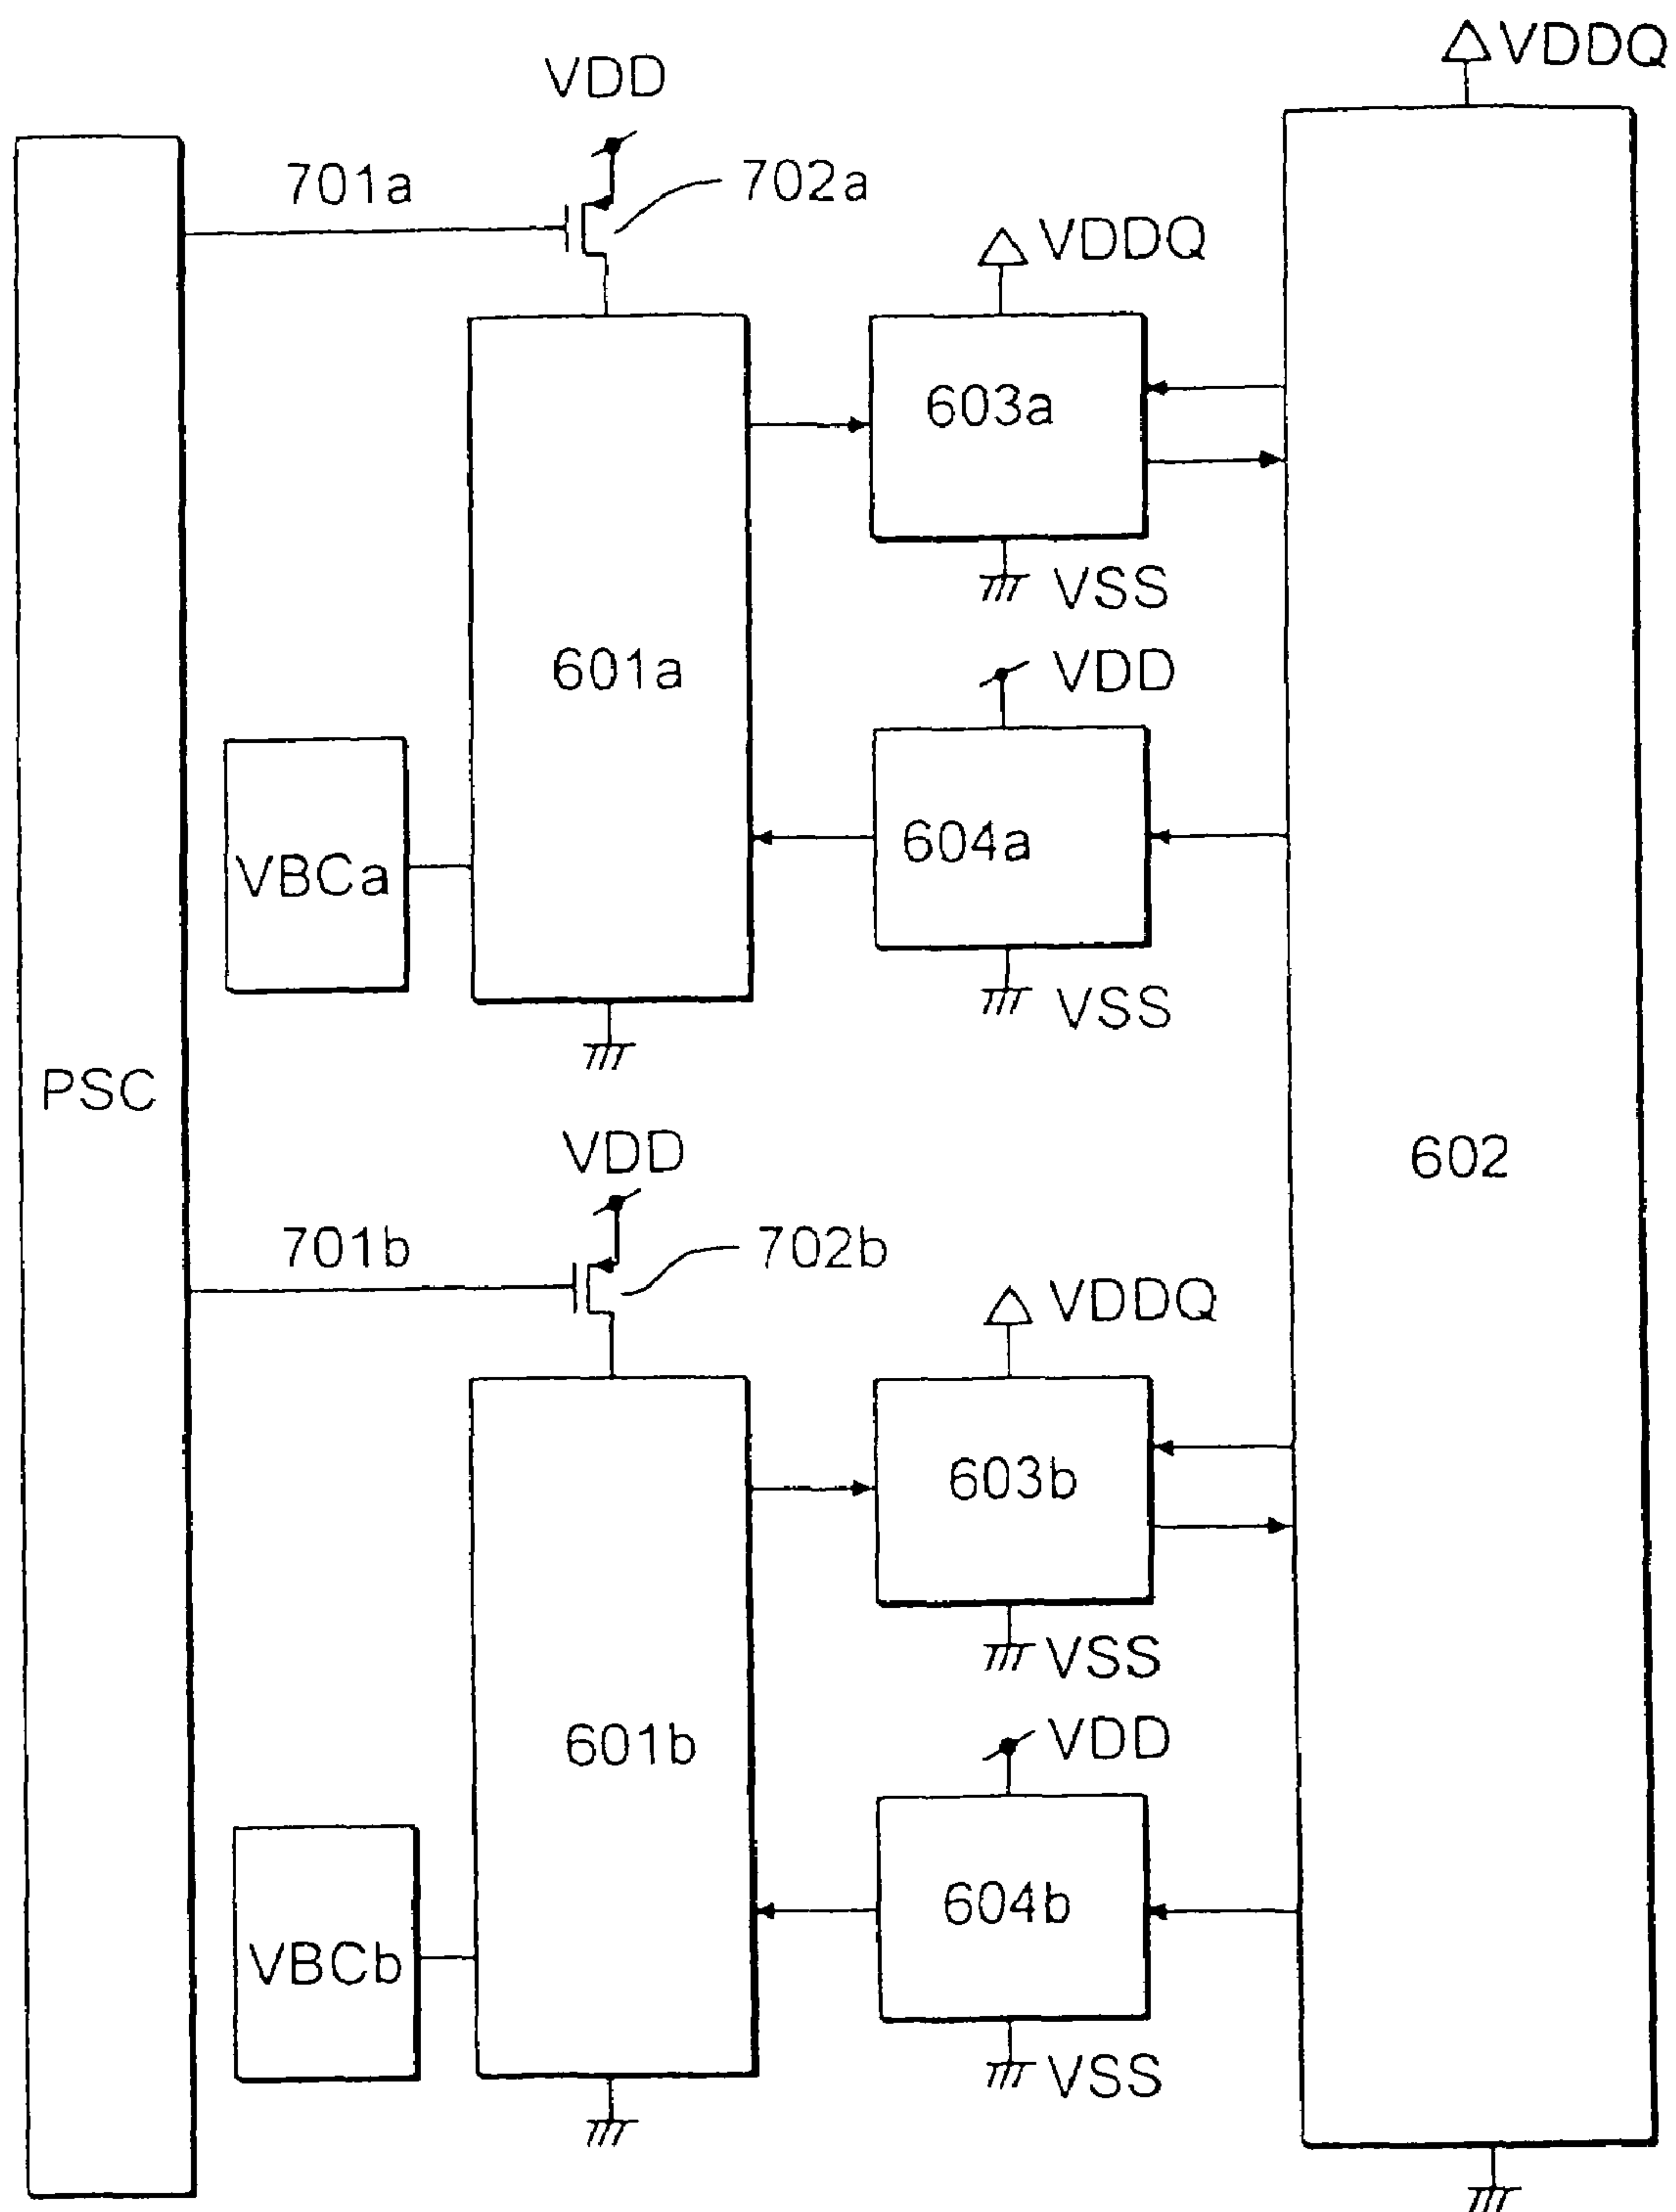 VDDQ
VDD
701a
702a
VDDQ
603a
VSS
601a
VDD
604a
VBCa
VSS
PSC
602
VDD
701b
702b
VDDQ
603b
VSS
601b
VDD
604b
VBCb
VSS